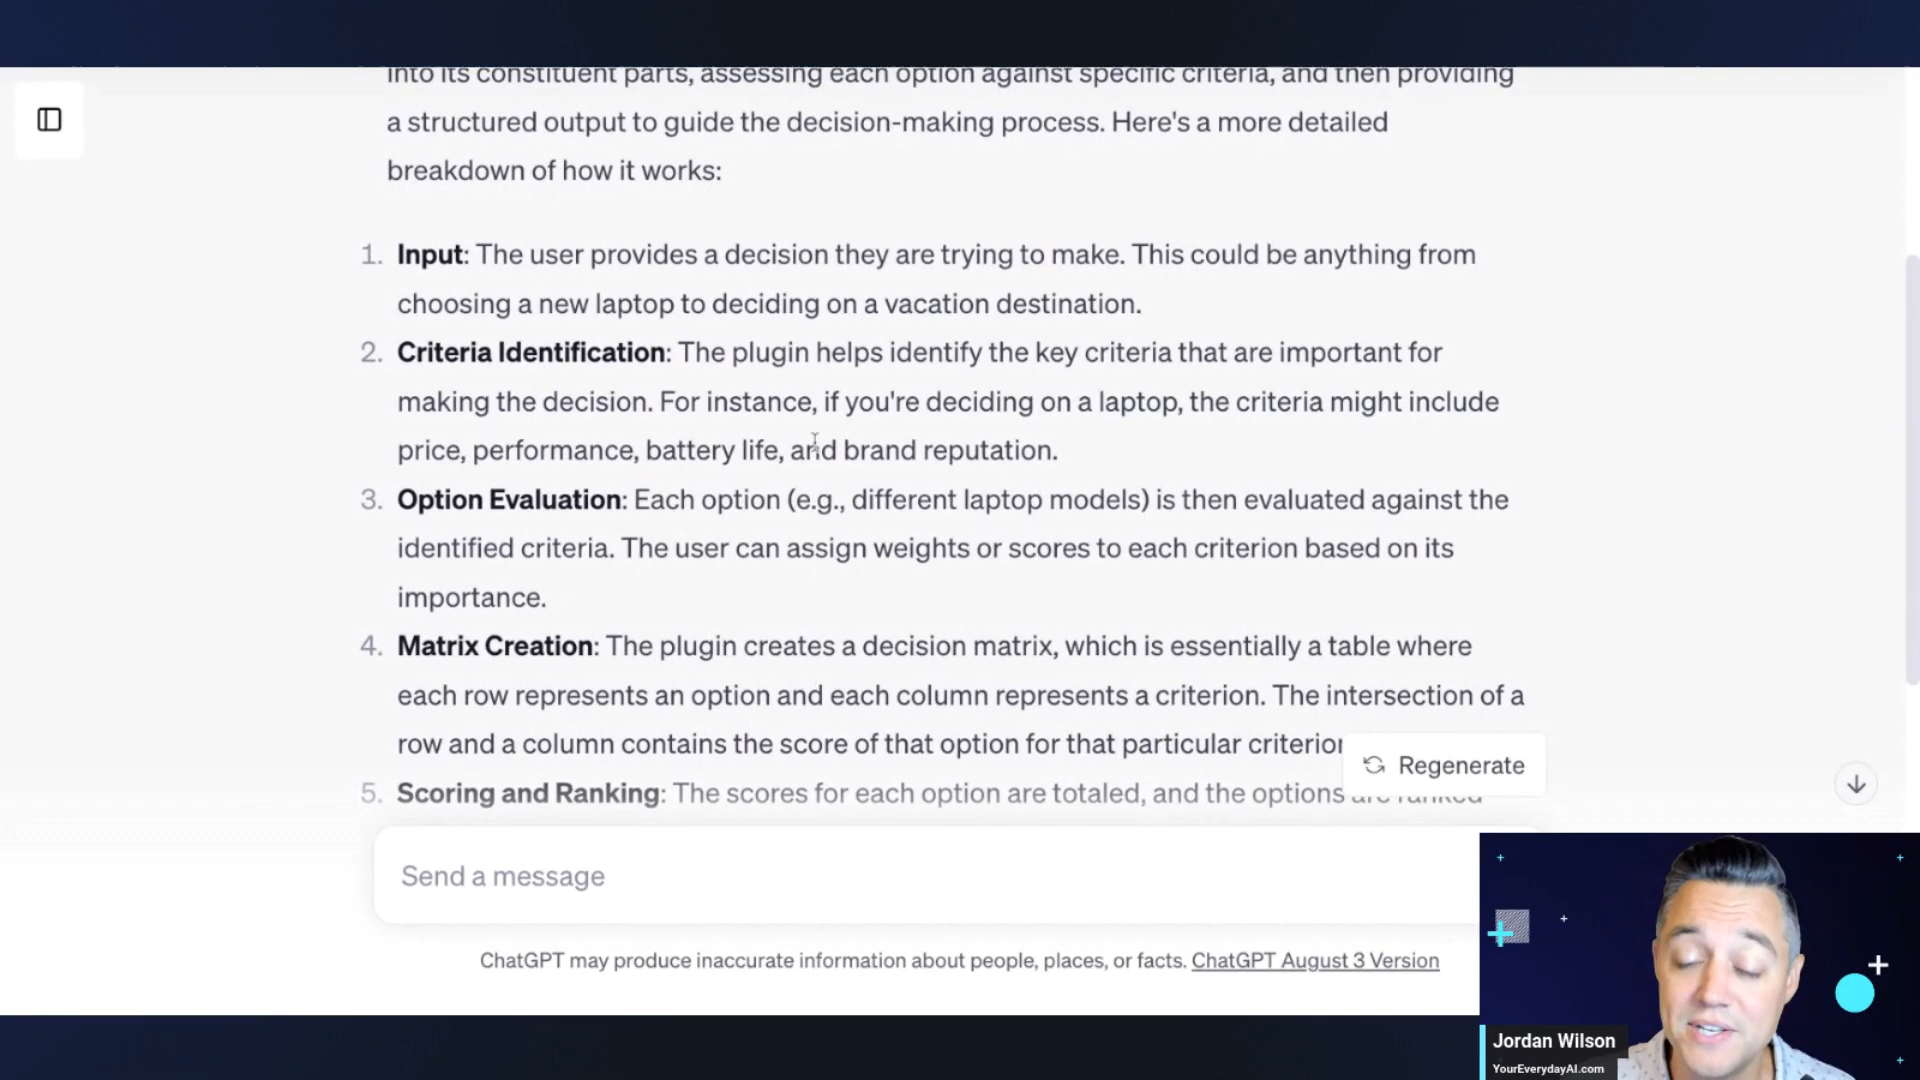 into its constituent parts, assessing each option against specific criteria, and then providing
a structured output to guide the decision-making process. Here's a more detailed
breakdown of how it works:
1. Input: The user provides a decision they are trying to make. This could be anything from
choosing a new laptop to deciding on a vacation destination.
2. Criteria Identification: The plugin helps identify the key criteria that are important for
making the decision. For instance, if you're deciding on a laptop, the criteria might include
price, performance, battery life, and brand reputation.
3. Option Evaluation: Each option (e.g., different laptop models) is then evaluated against the
identified criteria. The user can assign weights or scores to each criterion based on its
importance.
4. Matrix Creation: The plugin creates a decision matrix, which is essentially a table where
each row represents an option and each column represents a criterion. The intersection of a
row and a column contains the score of that option for that particular criterion
Regenerate
5. Scoring and Ranking: The scores for each option are totaled, and the options are ranked
Send a message
ChatGPT may produce inaccurate information about people, places, or facts. ChatGPT August 3 Version
Jordan Wilson
YourEverydayAI.com